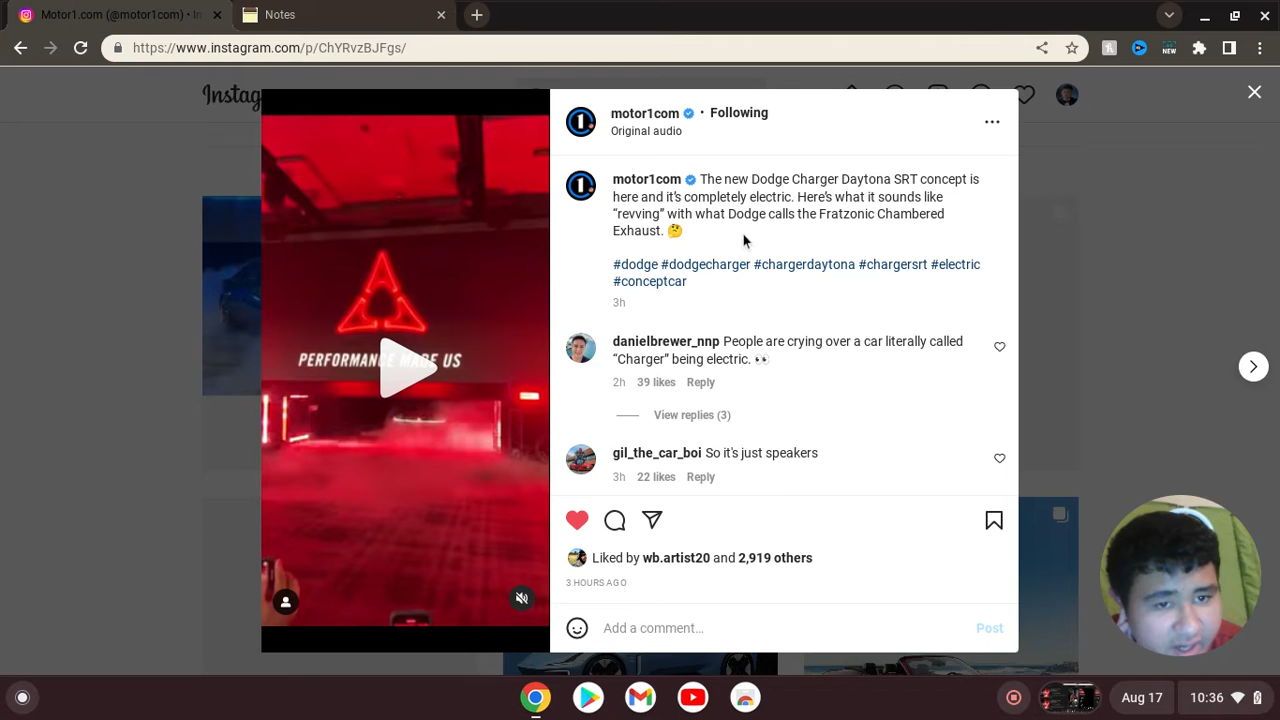 Motor1.com (@motor1com) • In
Notes
https://www.instagram.com/p/ChYRvzBJFgs/
NEW
Instag
motor1com • Following
Original audio
motor1com The new Dodge Charger Daytona SRT concept is
here and it's completely electric. Here's what it sounds like
“revving” with what Dodge calls the Fratzonic Chambered
Exhaust. 🤔
#dodge #dodgecharger #chargerdaytona #chargersrt #electric
#conceptcar
3h
PERFORMANCE MADE US
danielbrewer_nnp People are crying over a car literally called
“Charger” being electric. 👀
2h 39 likes Reply
View replies (3)
gil_the_car_boi So it's just speakers
3h 22 likes Reply
Liked by wb.artist20 and 2,919 others
3 HOURS AGO
Add a comment…
Post
Aug 17
10:36